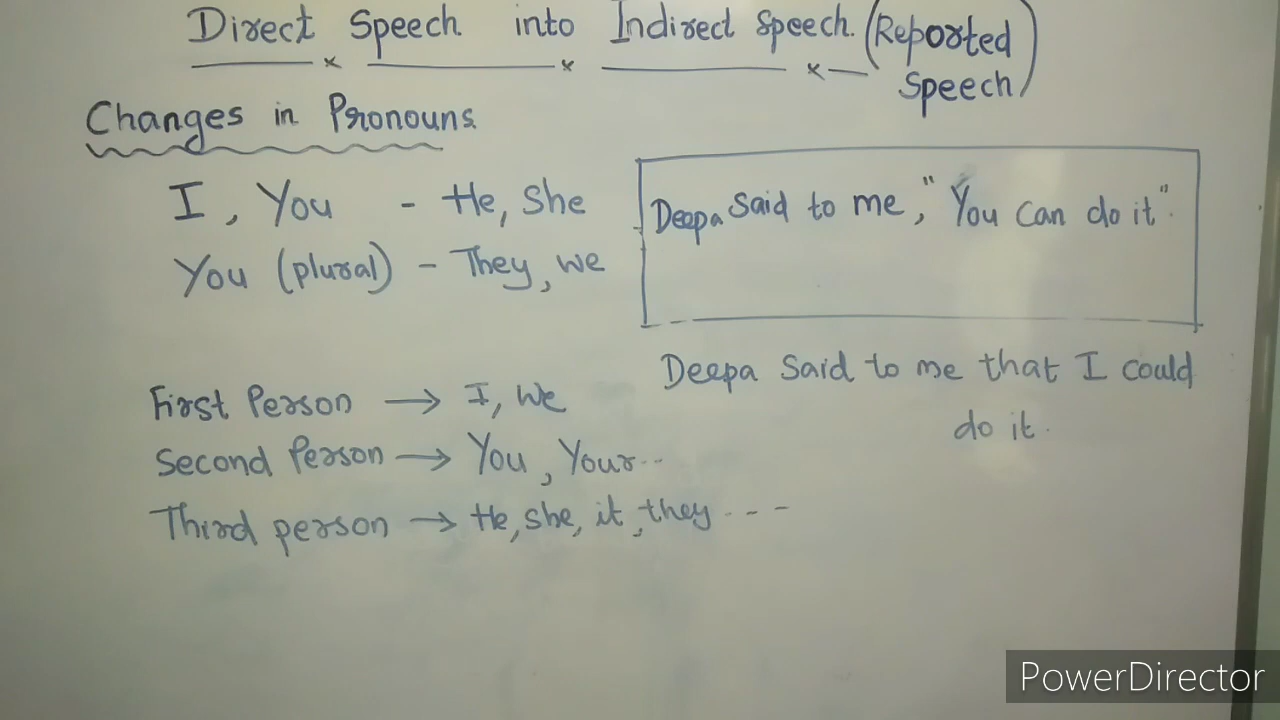 Direct Speech into Indirect Speech. (Reported Speech)
Changes in Pronouns.
I, You - He, She
You (plural) - They, we
Deepa said to me, "You can do it".
Deepa said to me that I could
do it.
First Person → I, We
Second Person → You, Your..
Third person → He, she, it, they - - -
PowerDirector